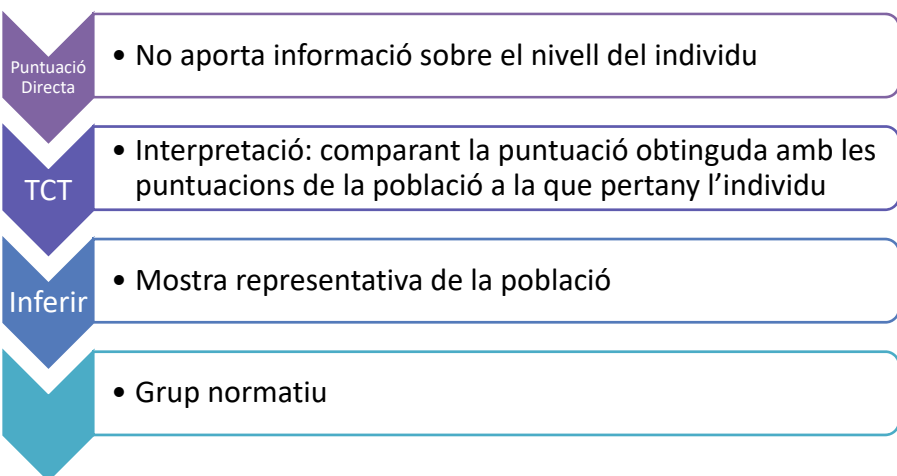 Puntuació
Directa
• No aporta informació sobre el nivell del individu
TCT
• Interpretació: comparant la puntuació obtinguda amb les
puntuacions de la població a la que pertany l’individu
Inferir
• Mostra representativa de la població
• Grup normatiu